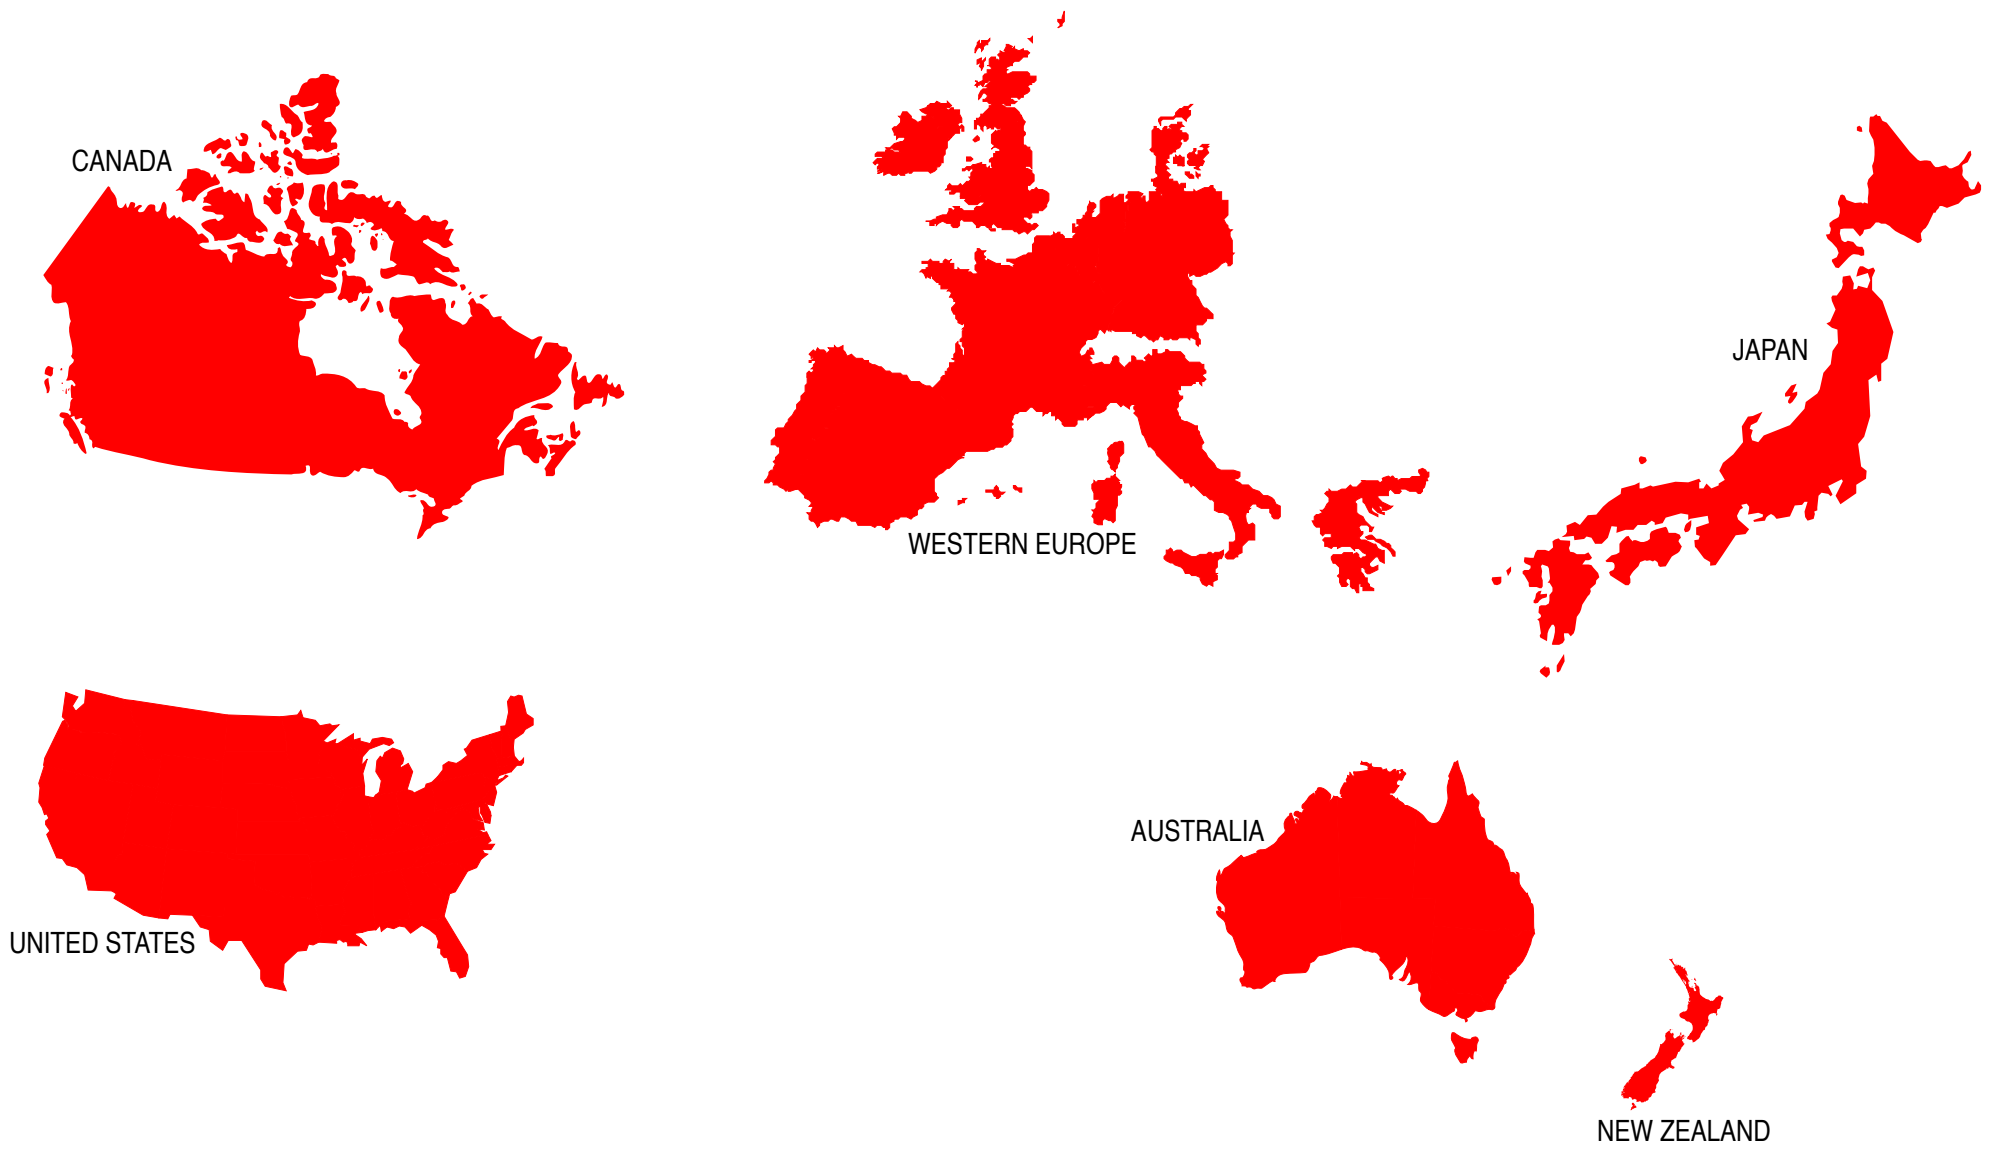 CANADA
JAPAN
WESTERN EUROPE
AUSTRALIA
UNITED STATES
NEW ZEALAND